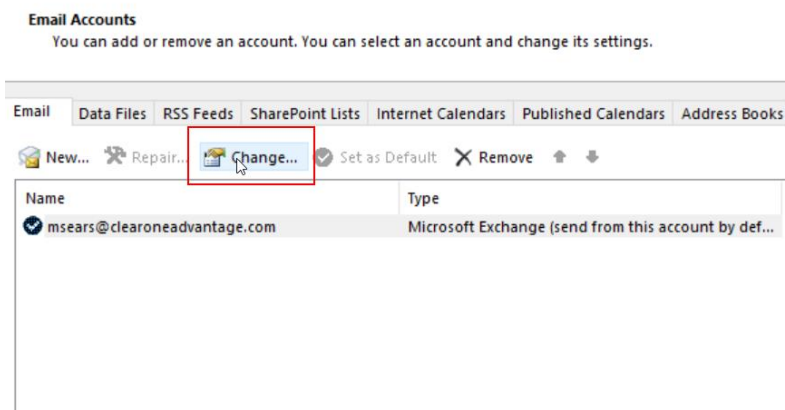 Email Accounts
You can add or remove an account. You can select an account and change its settings.
Email Data Files RSS Feeds SharePoint Lists Internet Calendars Published Calendars Address Books
New... Repair... Change... Set as Default Remove
Name Type
msears@clearoneadvantage.com Microsoft Exchange (send from this account by def...